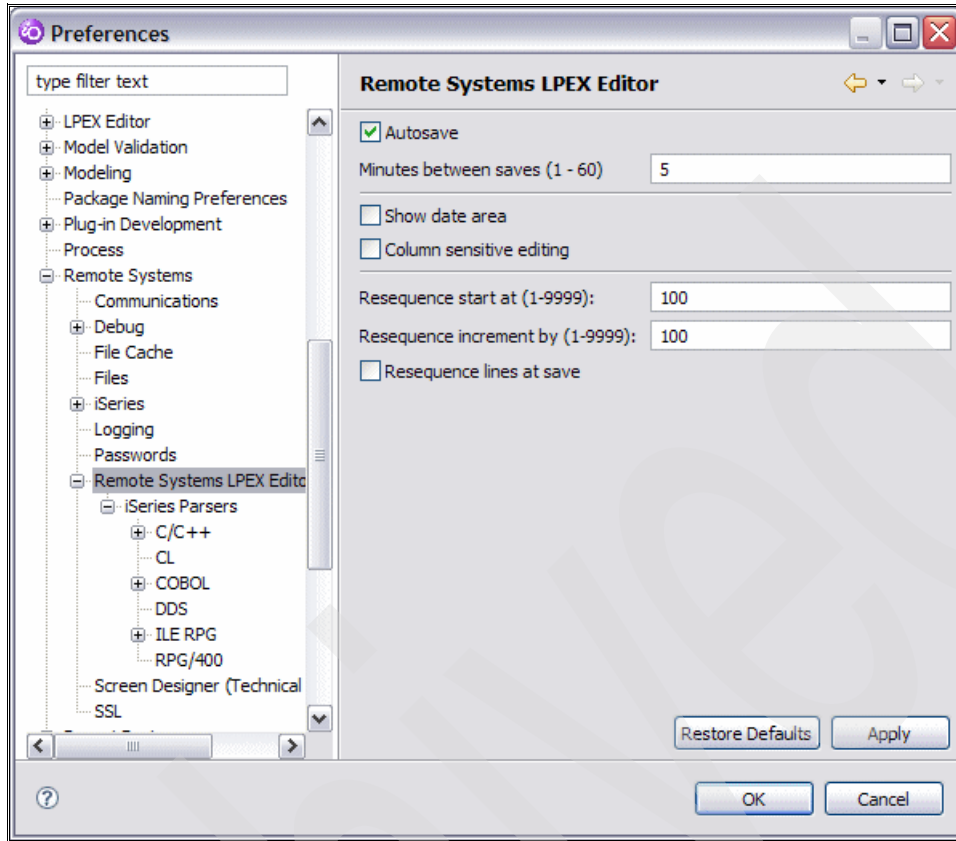 Preferences
type filter text
LPEX Editor
Model Validation
Modeling
Package Naming Preferences
Plug-in Development
Process
Remote Systems
Communications
Debug
File Cache
Files
iSeries
Logging
Passwords
Remote Systems LPEX Edito
iSeries Parsers
C/C++
CL
COBOL
DDS
ILE RPG
RPG/400
Screen Designer (Technical
SSL
Remote Systems LPEX Editor
Autosave
Minutes between saves (1 - 60) 5
Show date area
Column sensitive editing
Resequence start at (1-9999): 100
Resequence increment by (1-9999): 100
Resequence lines at save
Restore Defaults Apply
OK Cancel